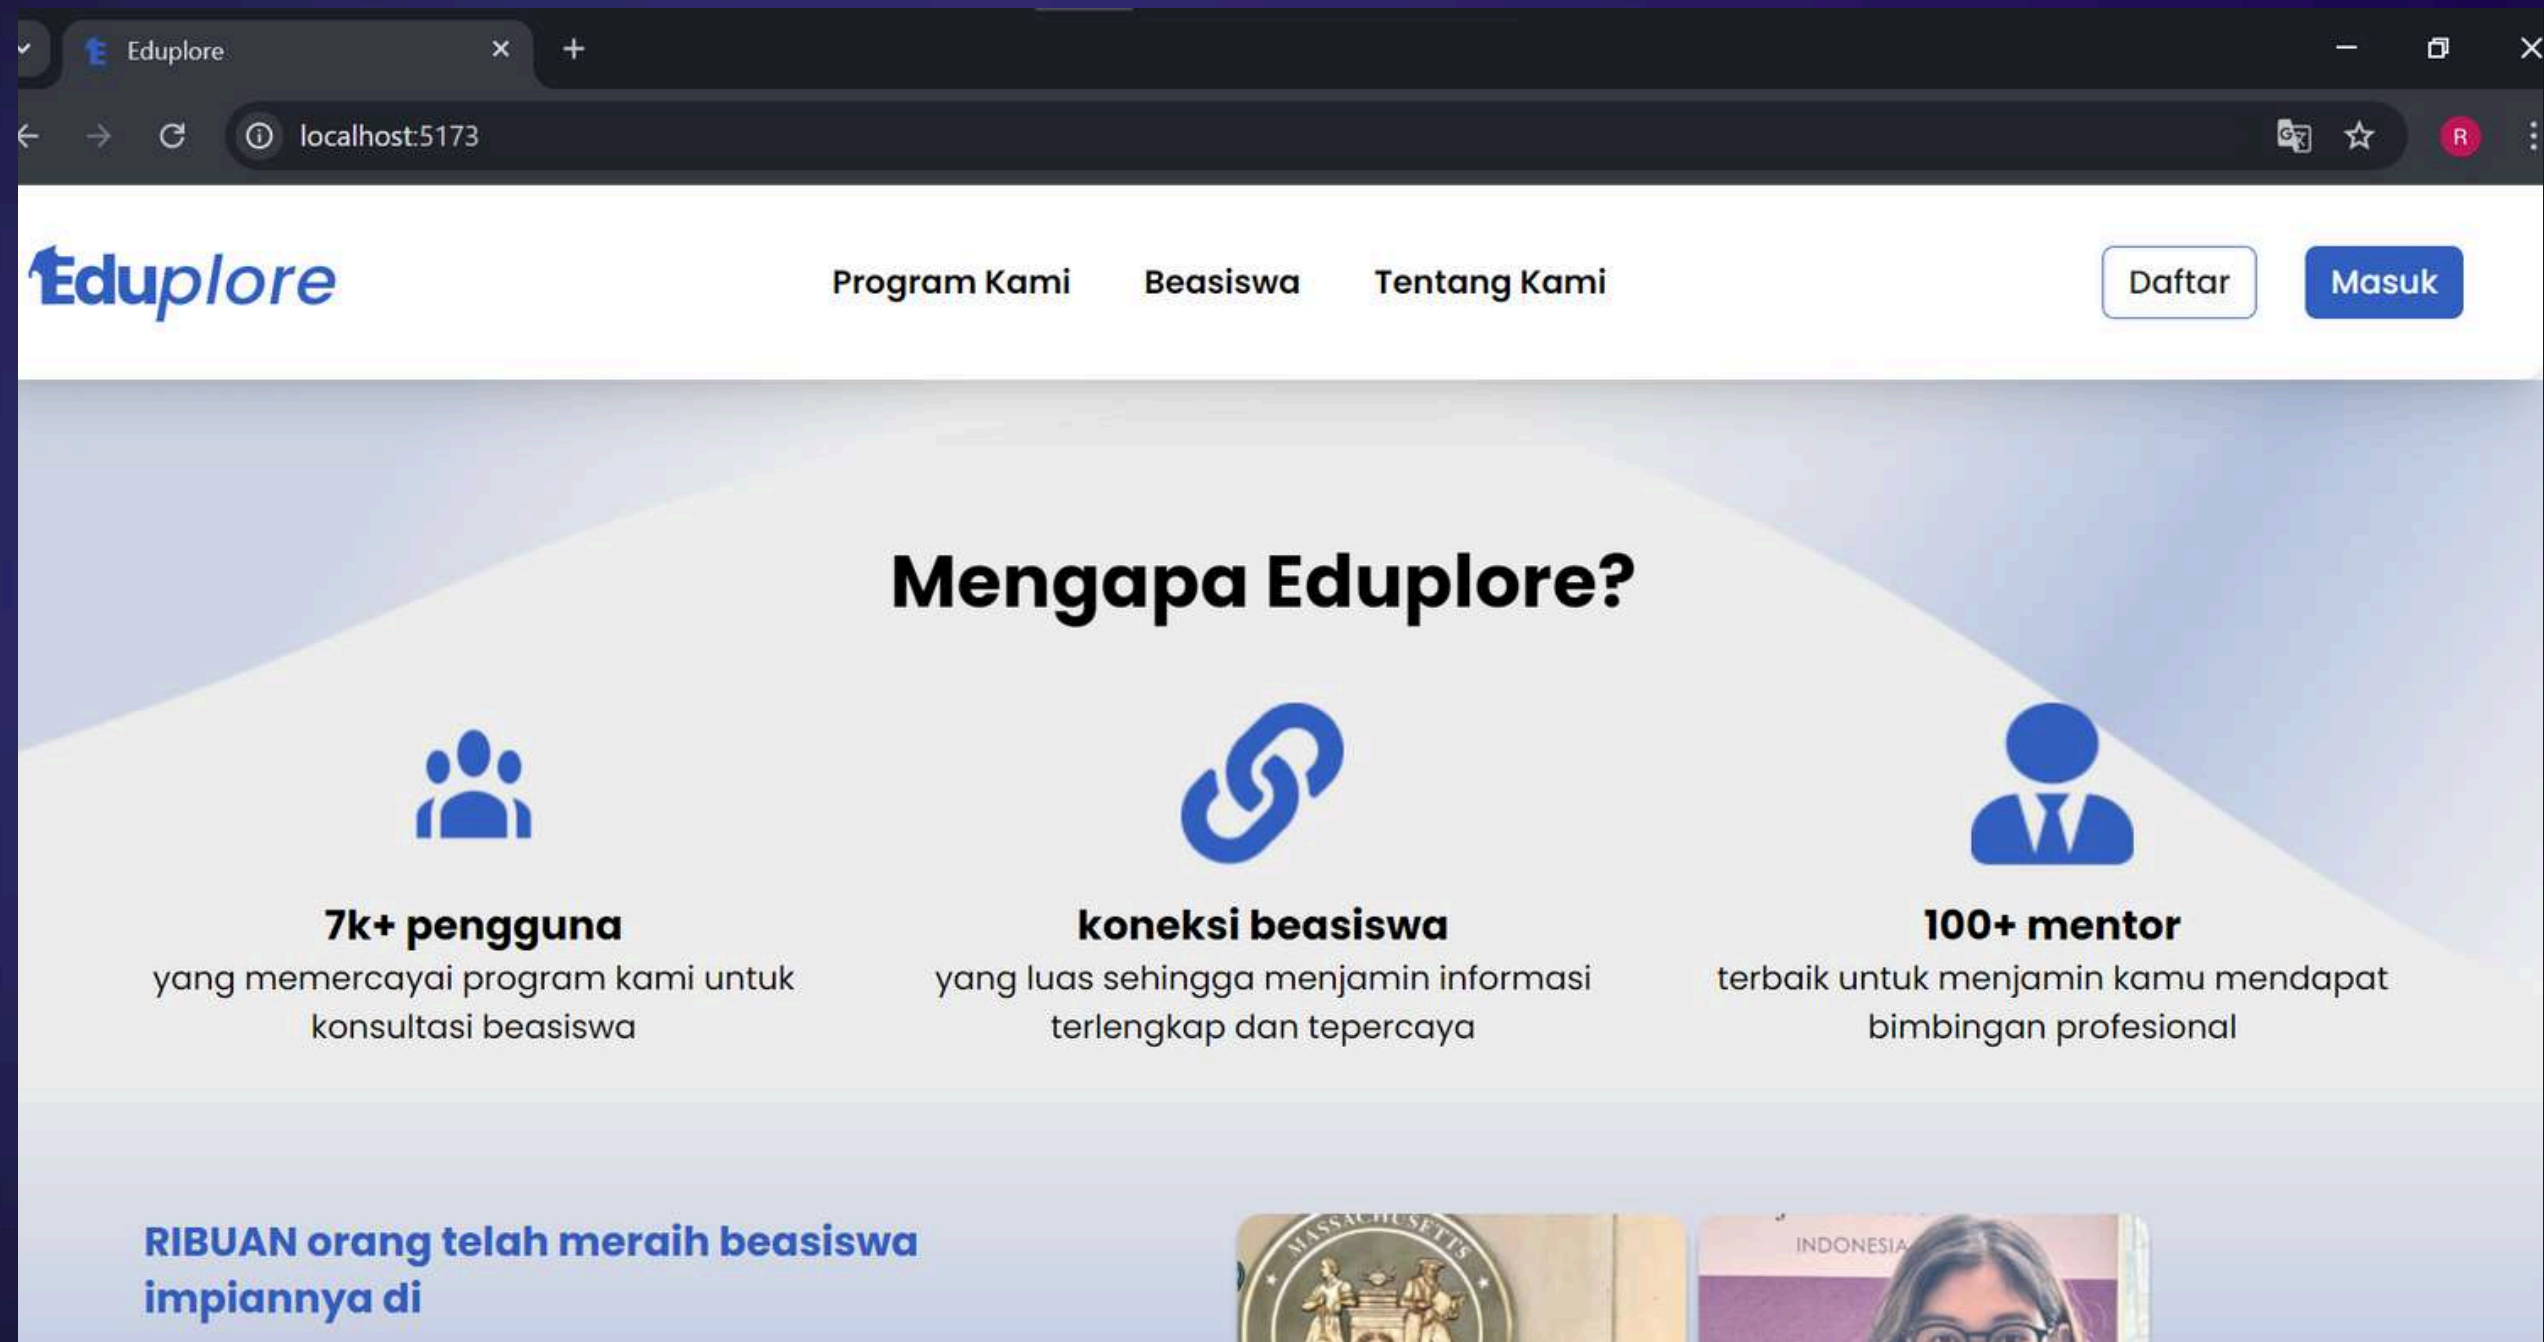 Eduplore
localhost:5173
R
Eduplore
Program Kami
Beasiswa
Tentang Kami
Daftar
Masuk
Mengapa Eduplore?
7k+ pengguna
yang memercayai program kami untuk
konsultasi beasiswa
koneksi beasiswa
yang luas sehingga menjamin informasi
terlengkap dan tepercaya
100+ mentor
terbaik untuk menjamin kamu mendapat
bimbingan profesional
RIBUAN orang telah meraih beasiswa
impiannya di
MASSACHUSETTS
INDONESIA